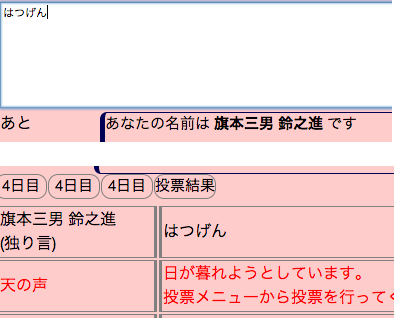 はつげん
あと
あなたの名前は 旗本三男 鈴之進 です
4日目 4日目 4日目 投票結果
旗本三男 鈴之進
(独り言)
はつげん
天の声
日が暮れようとしています。
投票メニューから投票を行って